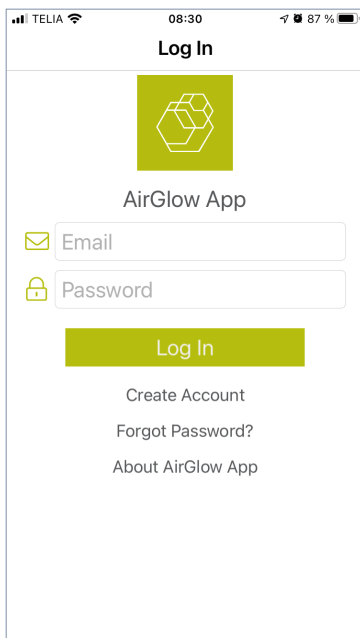 TELIA 08:30 87 %
Log In
AirGlow App
Email
Password
Log In
Create Account
Forgot Password?
About AirGlow App